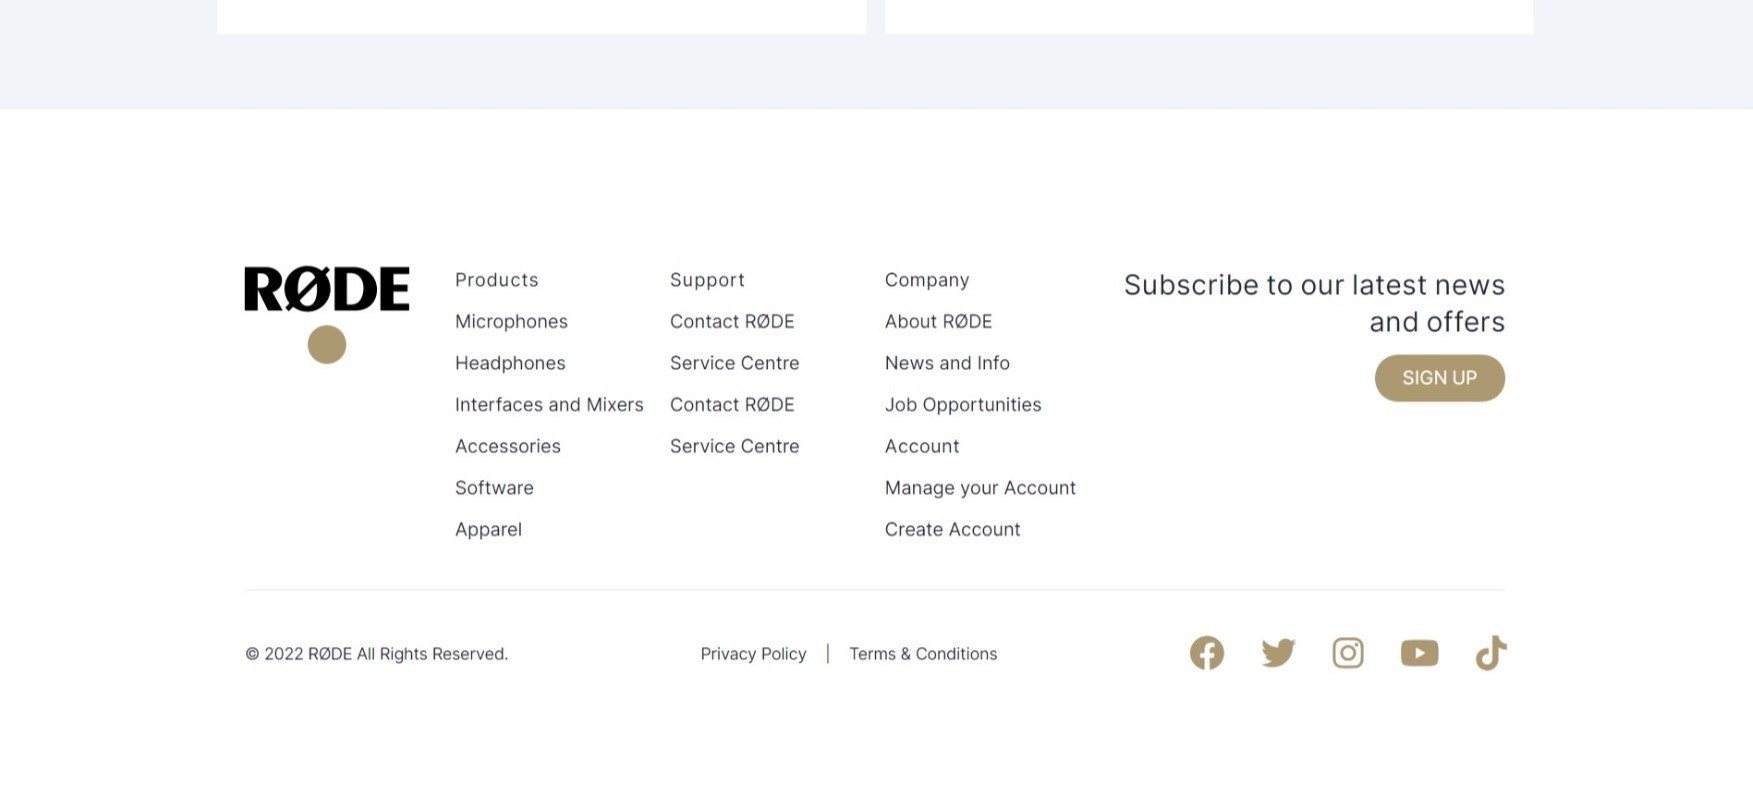 RØDE
Products
Microphones
Headphones
Interfaces and Mixers
Accessories
Software
Apparel
Support
Contact RØDE
Service Centre
Contact RØDE
Service Centre
Company
About RØDE
News and Info
Job Opportunities
Account
Manage your Account
Create Account
Subscribe to our latest news
and offers
SIGN UP
© 2022 RØDE All Rights Reserved.
Privacy Policy | Terms & Conditions